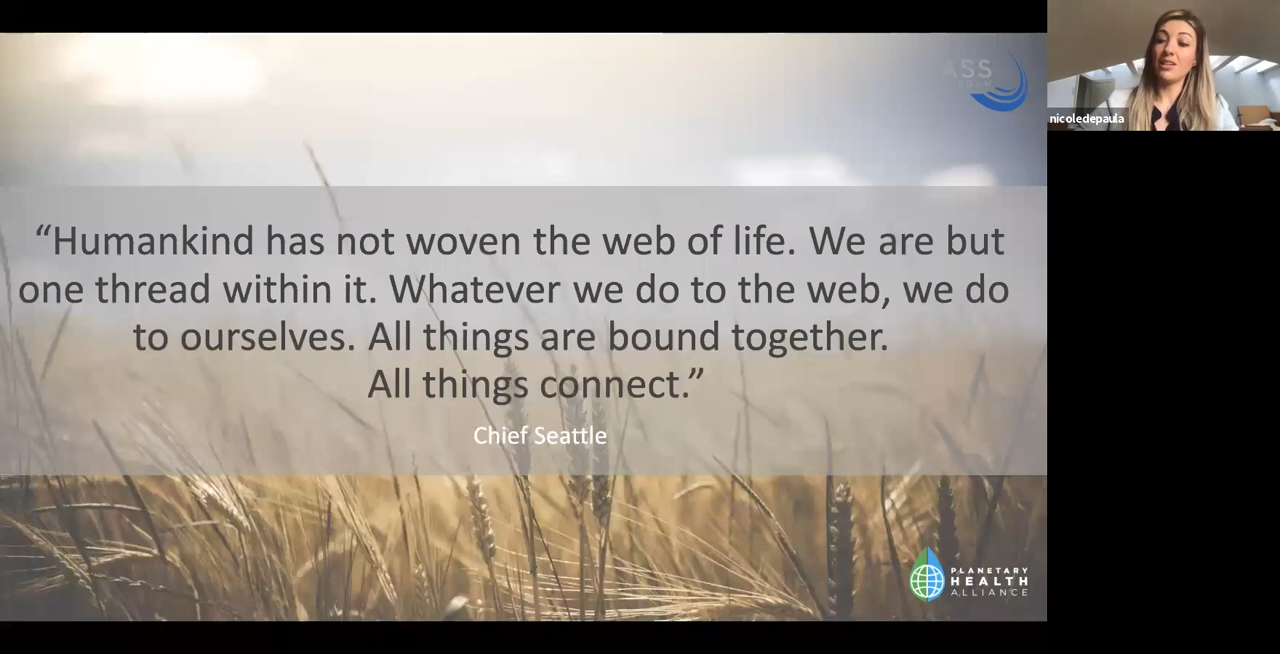 “Humankind has not woven the web of life. We are but
one thread within it. Whatever we do to the web, we do
to ourselves. All things are bound together.
All things connect.”
Chief Seattle
PLANETARY
HEALTH
ALLIANCE
nicoledepaula